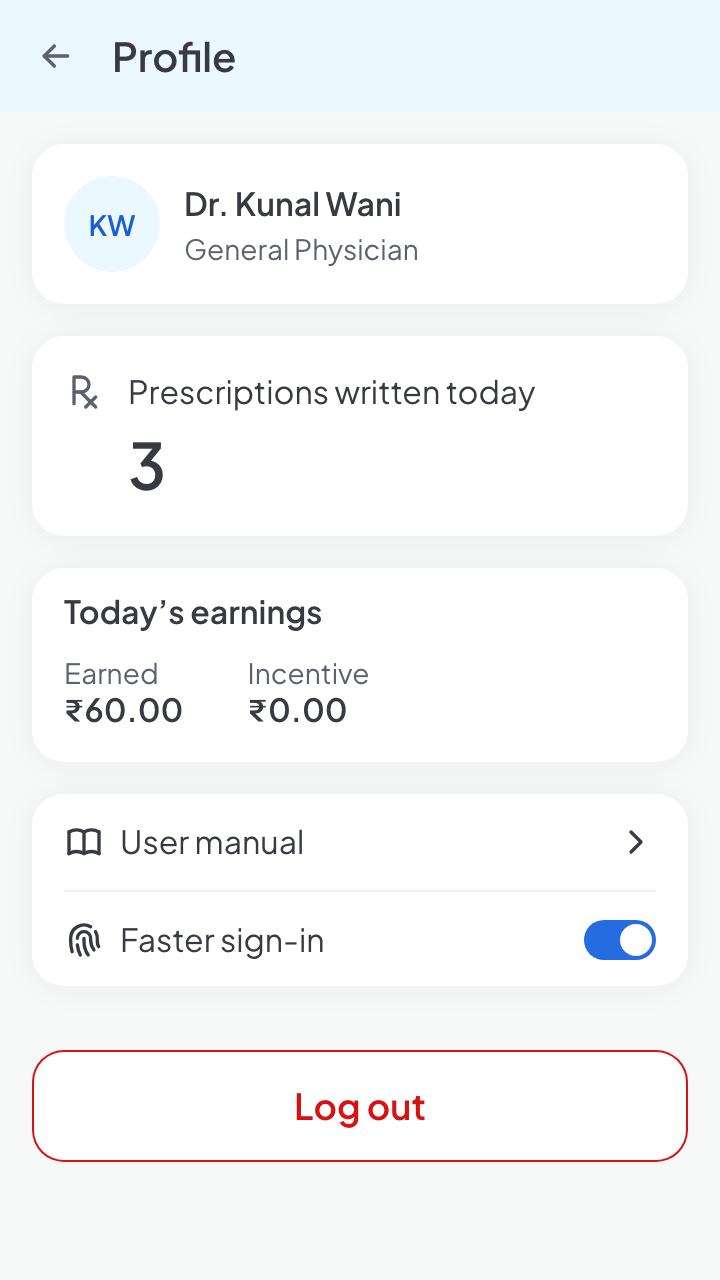 Profile
KW
Dr. Kunal Wani
General Physician
Prescriptions written today
3
Today’s earnings
Earned Incentive
₹60.00 ₹0.00
User manual
Faster sign-in
Log out